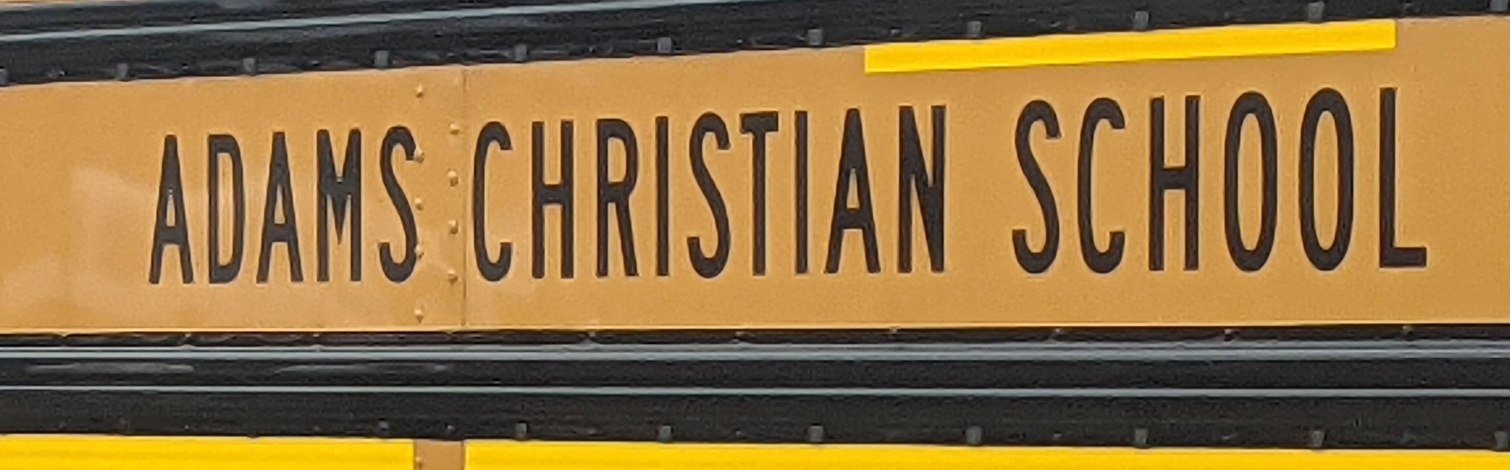 ADAMS CHRISTIAN SCHOOL